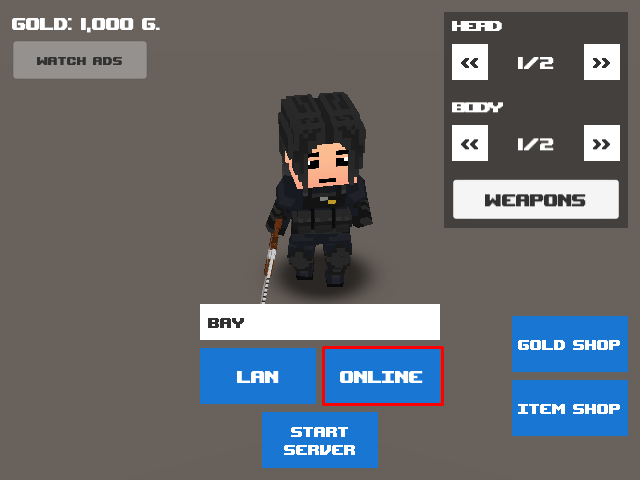 GOLD: 1,000 G.
WATCH ADS
HEAD
<< 1/2 >>
BODY
<< 1/2 >>
WEAPONS
BAY
LAN
ONLINE
START
SERVER
GOLD SHOP
ITEM SHOP